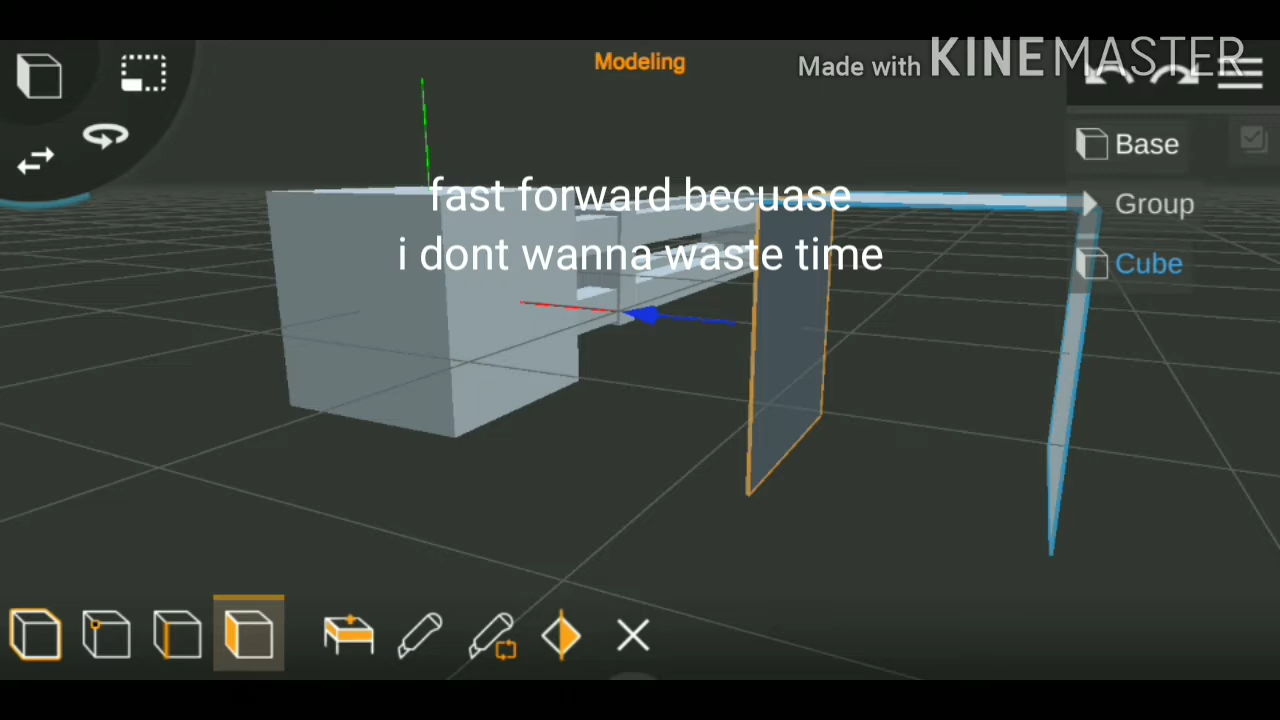 Modeling
Made with KINEMASTER
Base
fast forward becuase
Group
i dont wanna waste time
Cube